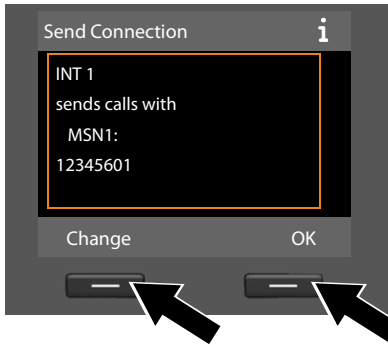 Send Connection i
INT 1
sends calls with
MSN1:
12345601
Change OK